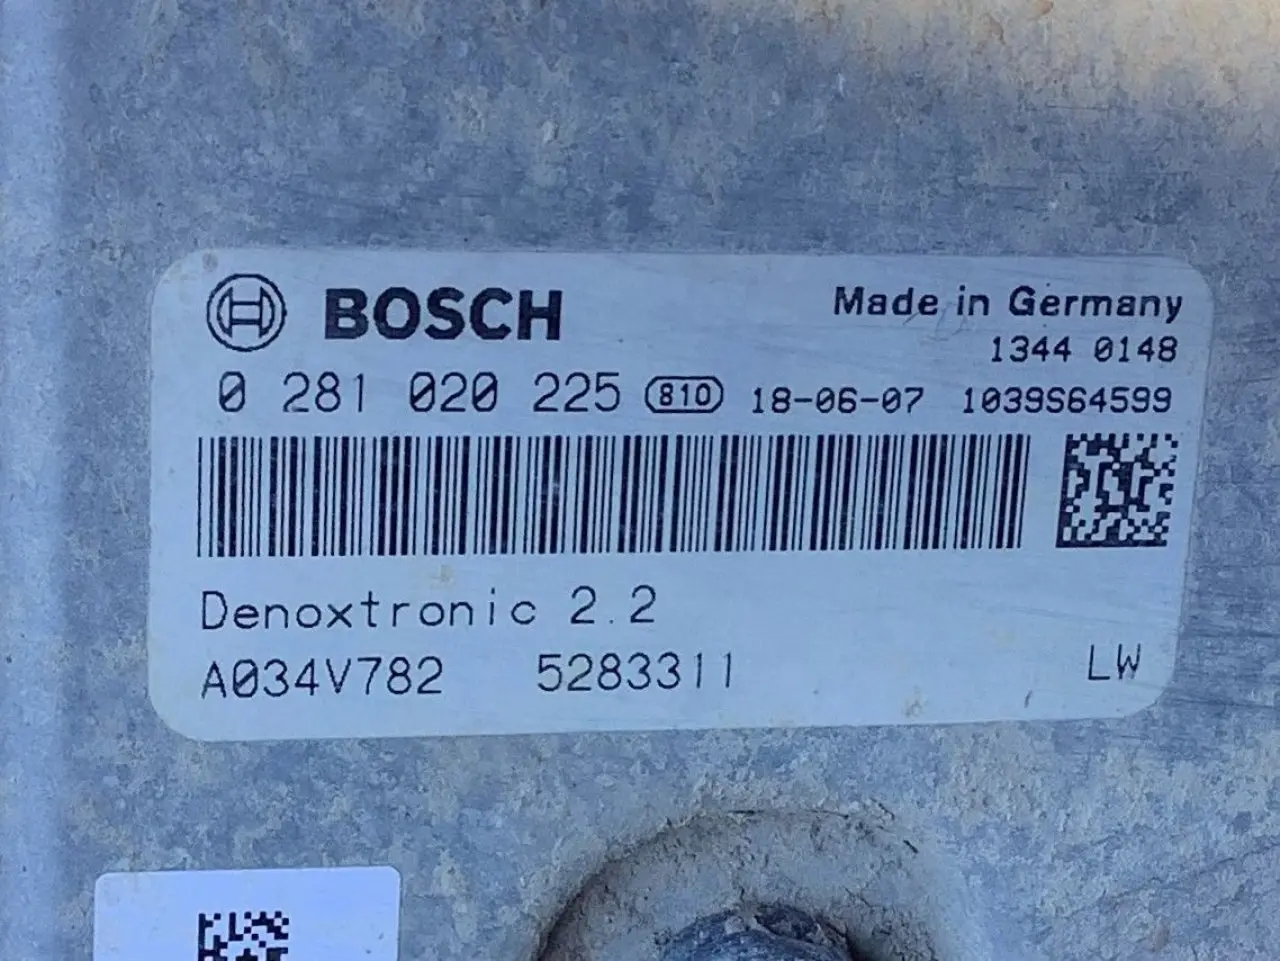 BOSCH
Made in Germany
1344 0148
0 281 020 225 810 18-06-07 1039S64599
Denoxtronic 2.2
A034V782 5283311 LW